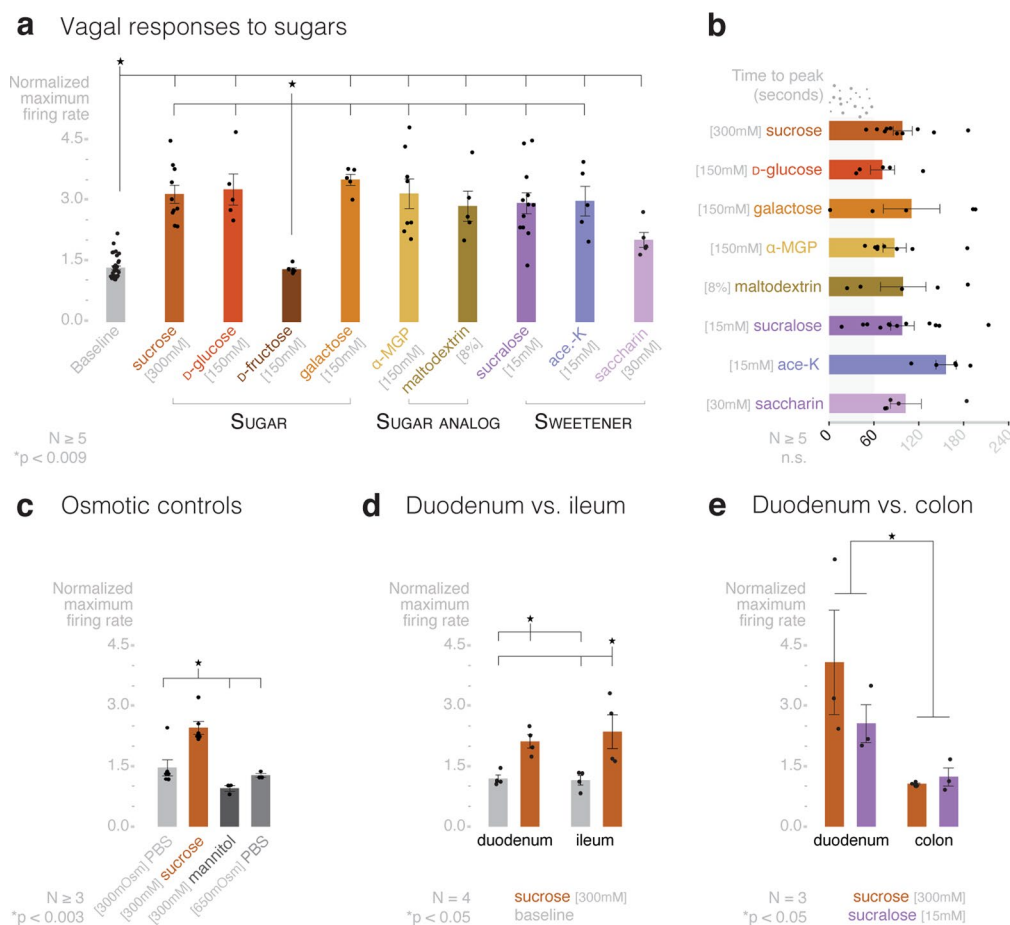 a Vagal responses to sugars
Normalized
maximum
firing rate
4.5
3.0
1.5
0.0
Baseline
sucrose
[300mM]
D-glucose
[150mM]
D-fructose
[150mM]
galactose
[150mM]
α-MGP
[150mM]
maltodextrin
[8%]
sucralose
[15mM]
ace.-K
[15mM]
saccharin
[30mM]
SUGAR
SUGAR ANALOG
SWEETENER
N ≥ 5
*p < 0.009
b
Time to peak
(seconds)
[300mM] sucrose
[150mM] D-glucose
[150mM] galactose
[150mM] α-MGP
[8%] maltodextrin
[15mM] sucralose
[15mM] ace-K
[30mM] saccharin
N ≥ 5
n.s.
0 60 120 180 240
c Osmotic controls
Normalized
maximum
firing rate
4.5
3.0
1.5
0.0
[300mOsm] PBS
[300mM] sucrose
[300mM] mannitol
[650mOsm] PBS
N ≥ 3
*p < 0.003
d Duodenum vs. ileum
Normalized
maximum
firing rate
4.5
3.0
1.5
0.0
duodenum ileum
N = 4
*p < 0.05
sucrose [300mM]
baseline
e Duodenum vs. colon
Normalized
maximum
firing rate
4.5
3.0
1.5
0.0
duodenum colon
N = 3
*p < 0.05
sucrose [300mM]
sucralose [15mM]